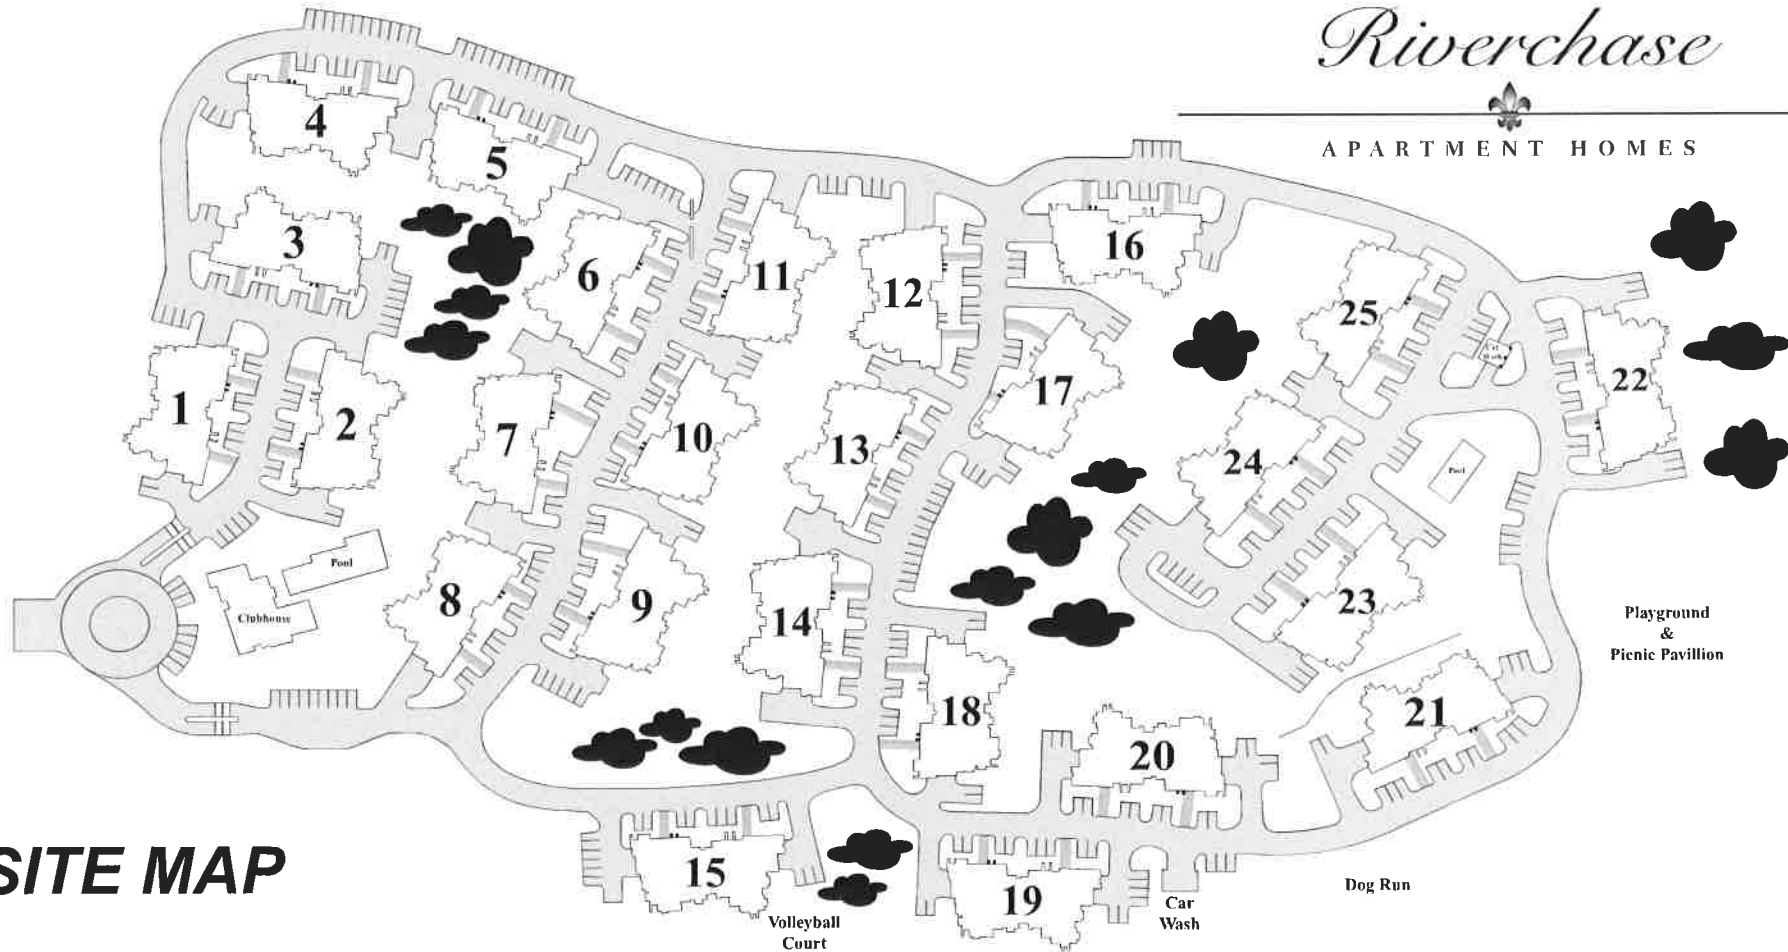 Riverchase
APARTMENT HOMES
4
5
3
6
11
12
16
25
22
Car
Wash
1
2
7
10
13
17
24
Pool
Pool
Clubhouse
8
9
14
18
23
Playground
&
Picnic Pavillion
21
20
15
19
SITE MAP
Volleyball
Court
Car
Wash
Dog Run